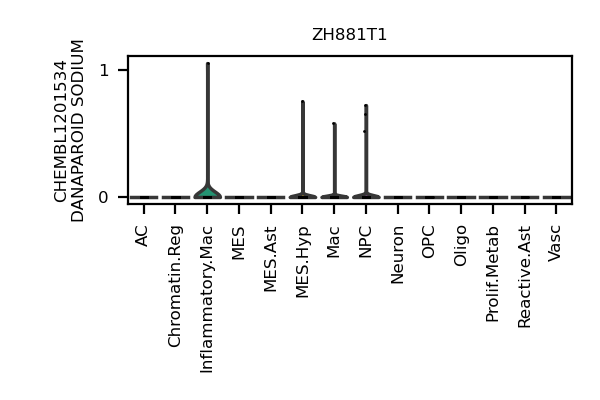 ZH881T1
CHEMBL1201534
DANAPAROID SODIUM
1
0
AC
Chromatin.Reg
Inflammatory.Mac
MES
MES.Ast
MES.Hyp
Mac
NPC
Neuron
OPC
Oligo
Prolif.Metab
Reactive.Ast
Vasc